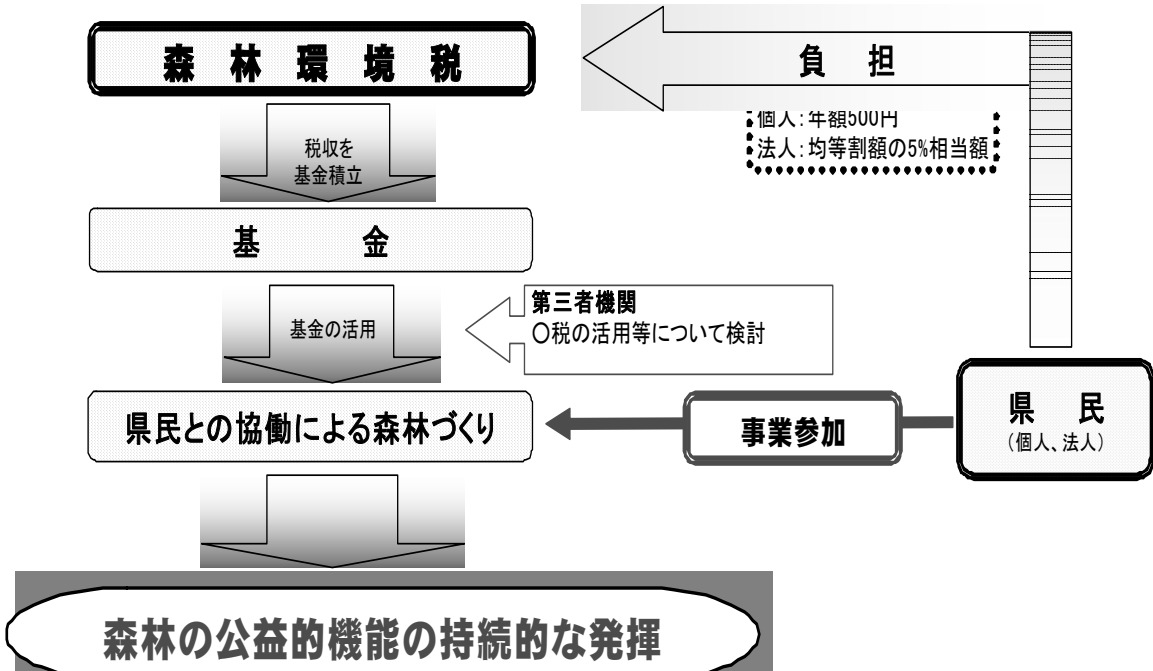 森林環境税
負担
個人：年額500円
法人：均等割額の5%相当額
税収を
基金積立
基金
第三者機関
○税の活用等について検討
基金の活用
県民との協働による森林づくり
事業参加
県民
（個人、法人）
森林の公益的機能の持続的な発揮